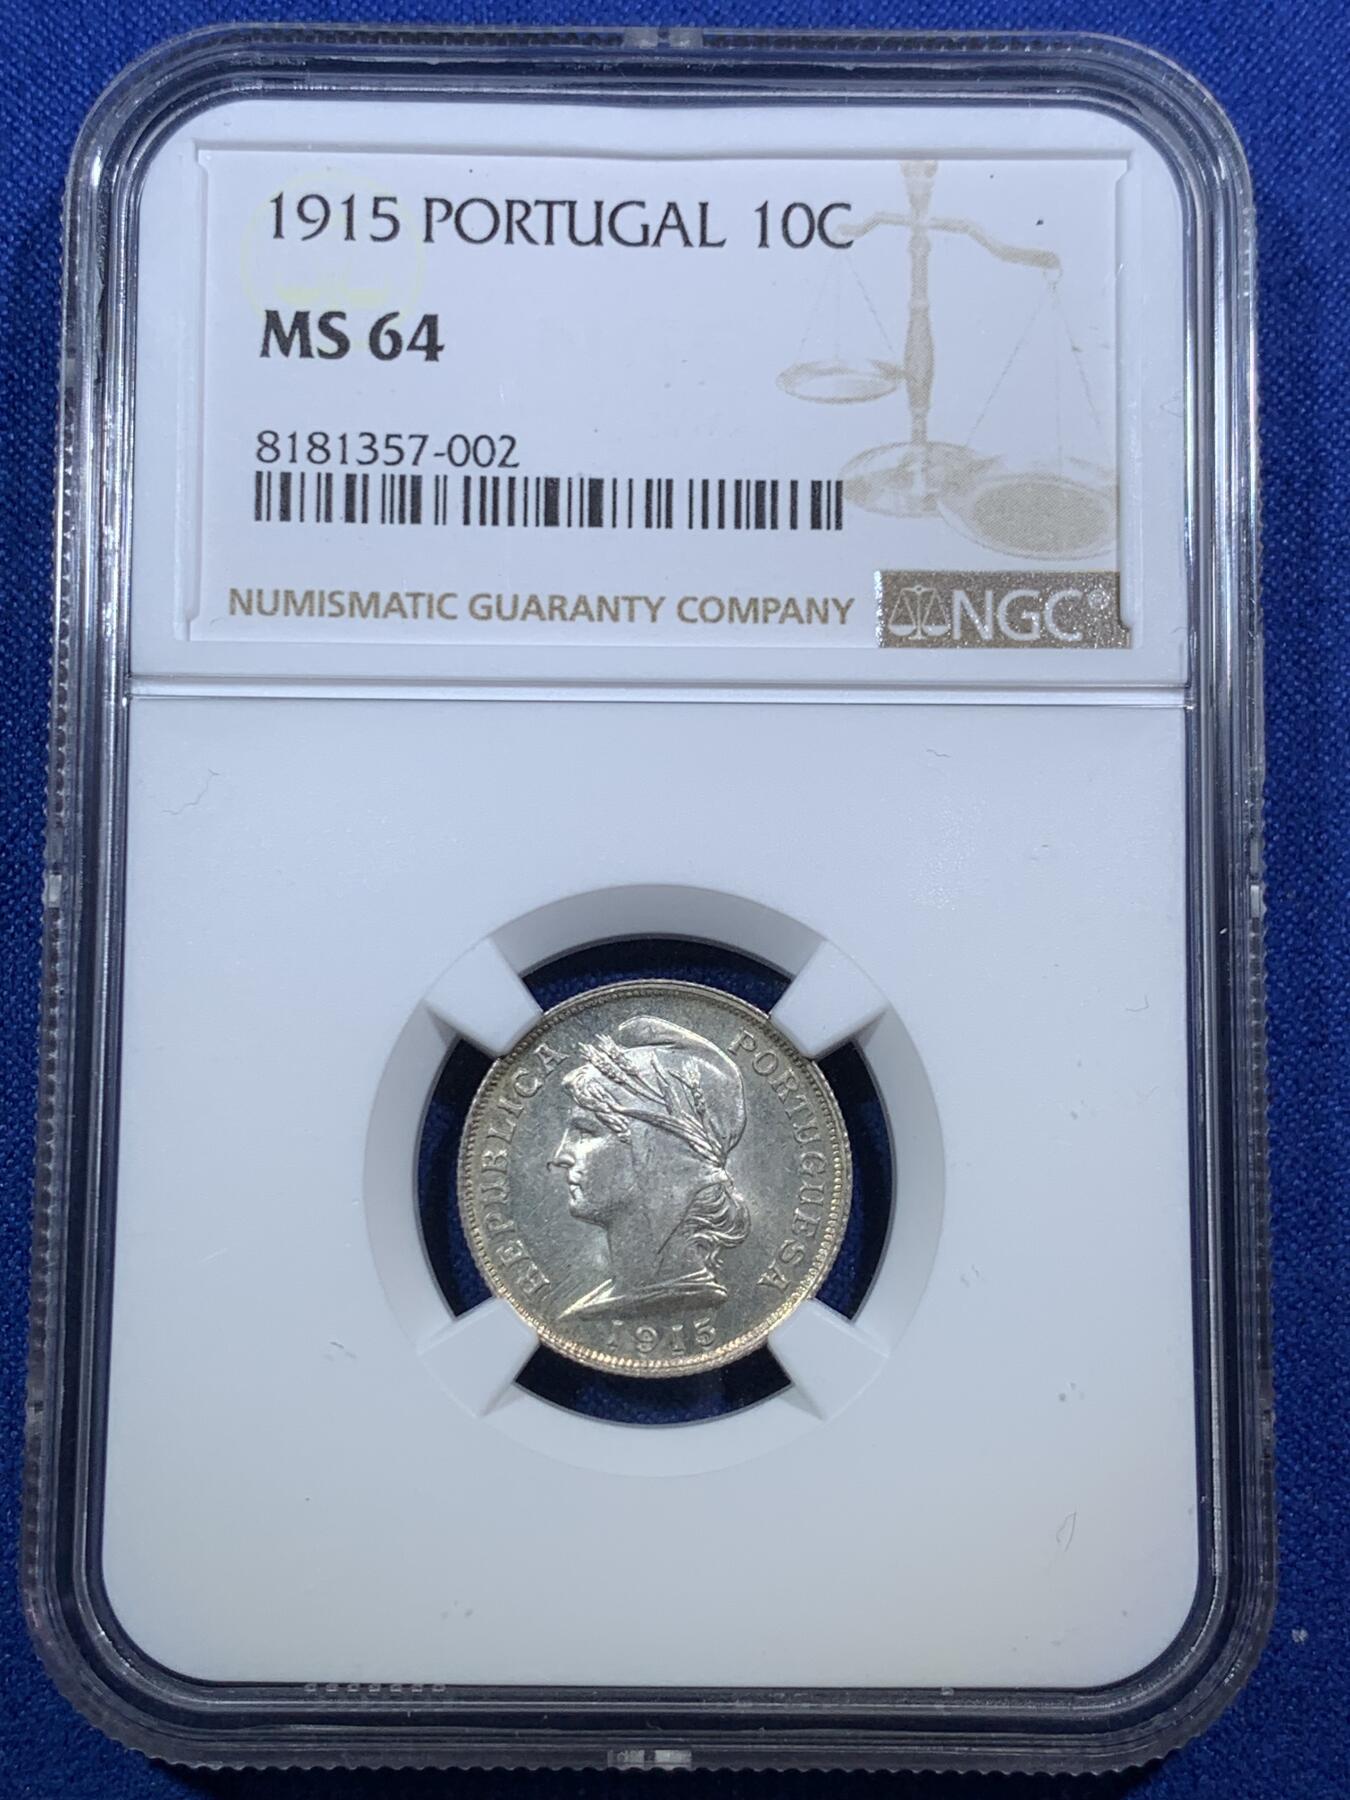 1915 PORTUGAL 10C
MS 64
8181357-002
NUMISMATIC GUARANTY COMPANY
NGC®
REPUBLICA PORTUGUESA
1915